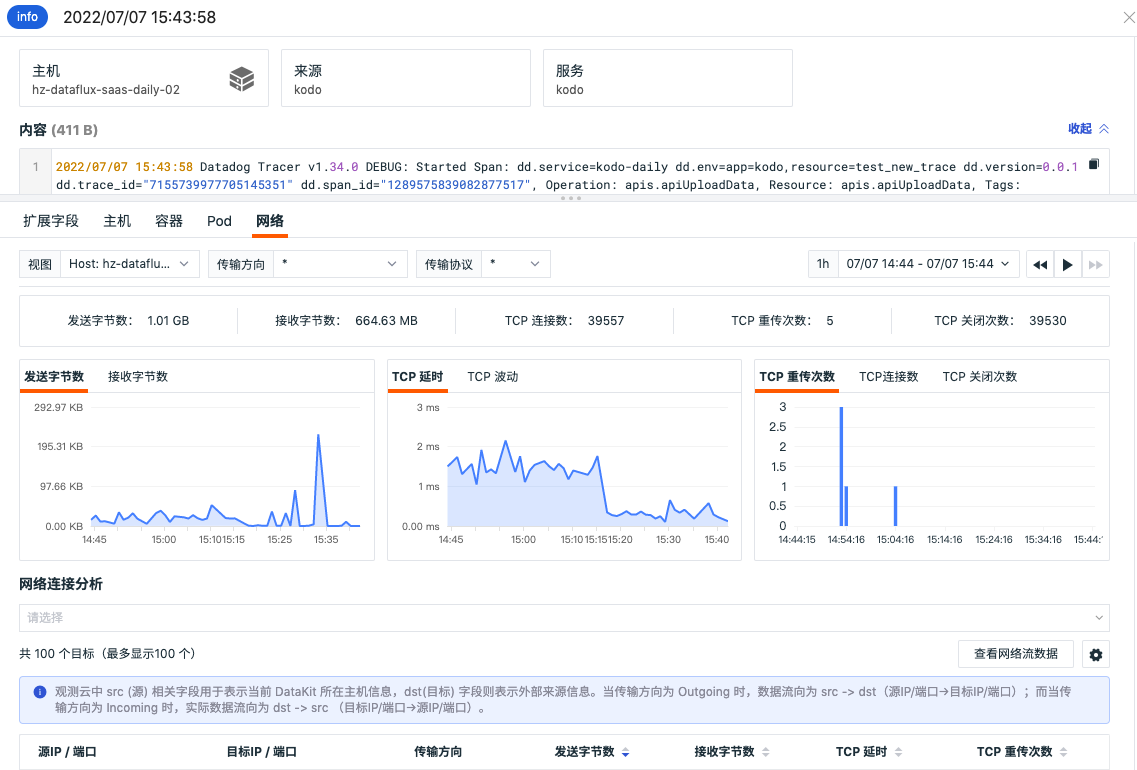 info 2022/07/07 15:43:58
主机
hz-dataflux-saas-daily-02
来源
kodo
服务
kodo
内容 (411 B)
收起
1 2022/07/07 15:43:58 Datadog Tracer v1.34.0 DEBUG: Started Span: dd.service=kodo-daily dd.env=app=kodo,resource=test_new_trace dd.version=0.0.1
dd.trace_id="7155739977705145351" dd.span_id="1289575839082877517", Operation: apis.apiUploadData, Resource: apis.apiUploadData, Tags:
扩展字段 主机 容器 Pod 网络
视图 Host: hz-dataflu... 传输方向 * 传输协议 * 1h 07/07 14:44 - 07/07 15:44
发送字节数： 1.01 GB 接收字节数： 664.63 MB TCP 连接数： 39557 TCP 重传次数： 5 TCP 关闭次数： 39530
发送字节数 接收字节数
292.97 KB
195.31 KB
97.66 KB
0.00 KB
14:45 15:00 15:10 15:15 15:25 15:35
TCP 延时 TCP 波动
3 ms
2 ms
1 ms
0.00 ms
14:45 15:00 15:10 15:15 15:20 15:30 15:40
TCP 重传次数 TCP连接数 TCP 关闭次数
3
2.5
2
1.5
1
0.5
0
14:44:15 14:54:16 15:04:16 15:14:16 15:24:16 15:34:16 15:44:
网络连接分析
请选择
共 100 个目标（最多显示100 个）
查看网络流数据
观测云中 src (源) 相关字段用于表示当前 DataKit 所在主机信息，dst(目标) 字段则表示外部来源信息。当传输方向为 Outgoing 时，数据流向为 src -> dst（源IP/端口→目标IP/端口）；而当传
输方向为 Incoming 时，实际数据流向为 dst -> src （目标IP/端口→源IP/端口）。
源IP / 端口 目标IP / 端口 传输方向 发送字节数 接收字节数 TCP 延时 TCP 重传次数